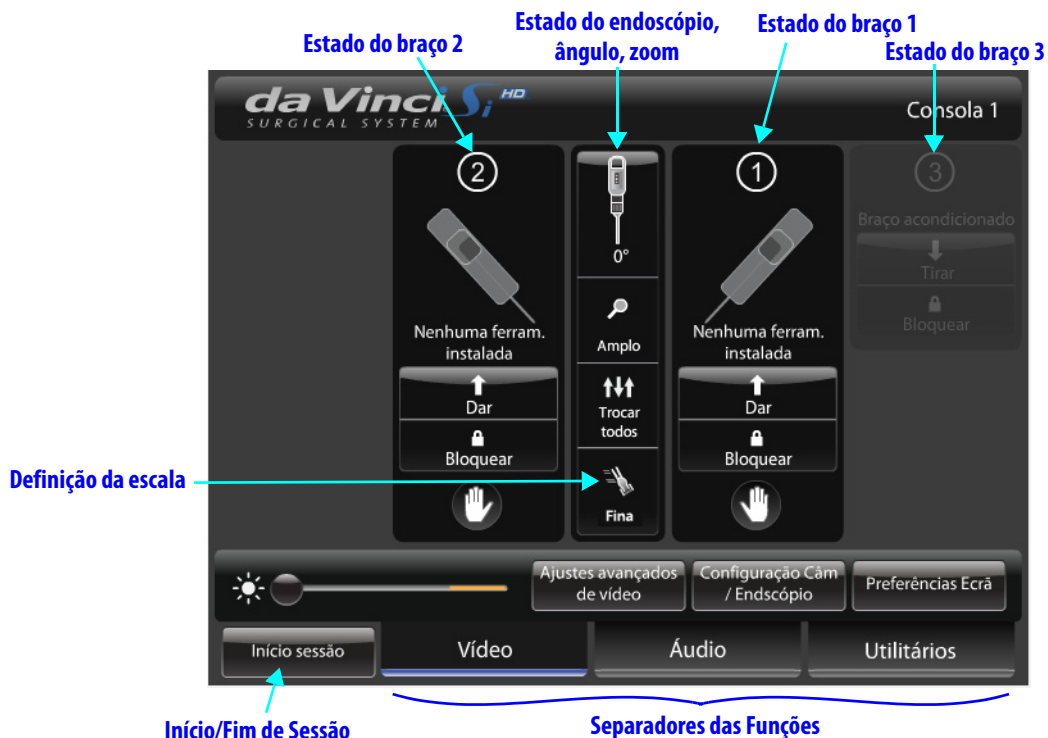 Estado do endoscópio,
ângulo, zoom
Estado do braço 1
Estado do braço 2
Estado do braço 3
da Vinci Si HD
SURGICAL SYSTEM
Consola 1
2
Nenhuma ferram.
instalada
Dar
Bloquear
0°
Amplo
Trocar
todos
Fina
1
Nenhuma ferram.
instalada
Dar
Bloquear
3
Braço acondicionado
Tirar
Bloquear
Definição da escala
Ajustes avançados
de vídeo
Configuração Câm
/ Endscópio
Preferências Ecrã
Início sessão
Vídeo
Áudio
Utilitários
Início/Fim de Sessão
Separadores das Funções